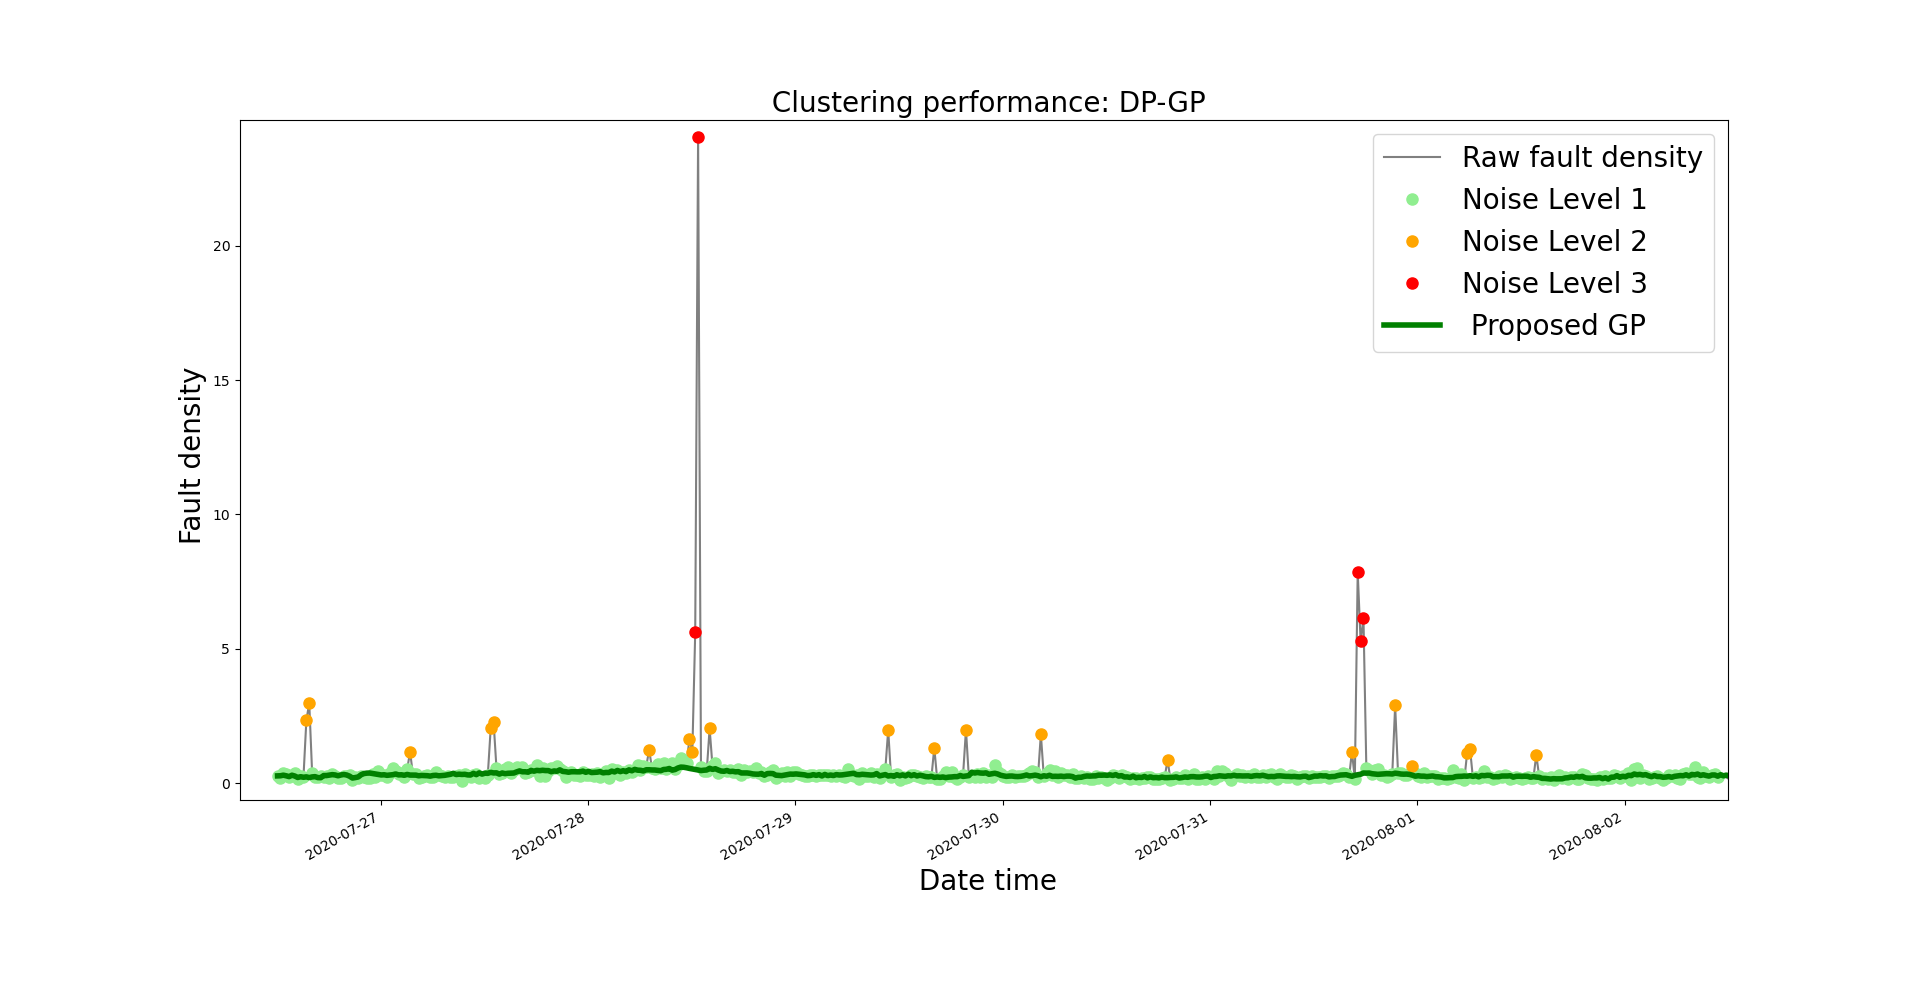 Clustering performance: DP-GP
Raw fault density
Noise Level 1
Noise Level 2
Noise Level 3
Proposed GP
Fault density
20
15
10
5
0
2020-07-27
2020-07-28
2020-07-29
2020-07-30
2020-07-31
2020-08-01
2020-08-02
Date time